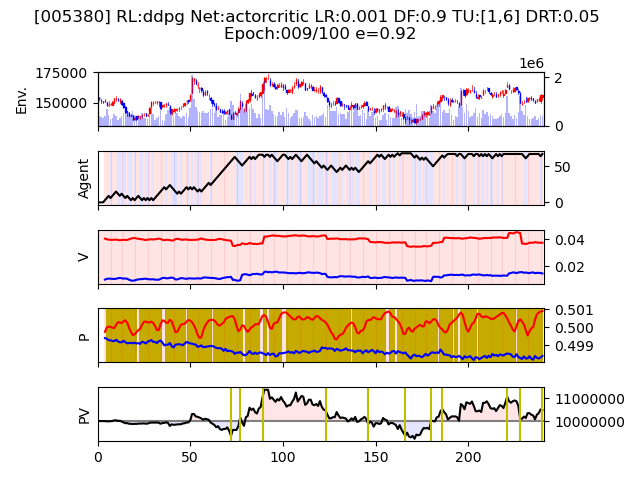 [005380] RL:ddpg Net:actorcritic LR:0.001 DF:0.9 TU:[1,6] DRT:0.05
Epoch:009/100 e=0.92
1e6
175000
150000
Env.
2
0
Agent
50
0
V
0.04
0.02
P
0.501
0.500
0.499
PV
11000000
10000000
0
50
100
150
200